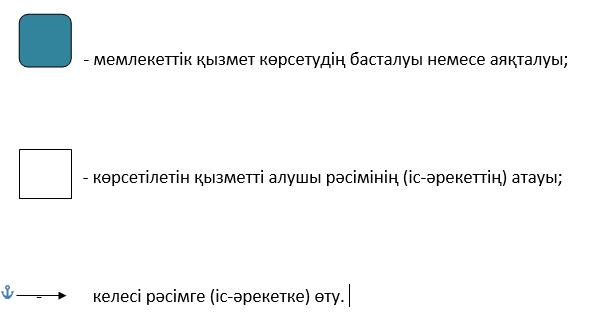 - мемлекеттік қызмет көрсетудің басталуы немесе аяқталуы;
- көрсетілетін қызметті алушы рәсімінің (іс-әрекеттің) атауы;
- келесі рәсімге (іс-әрекетке) өту.